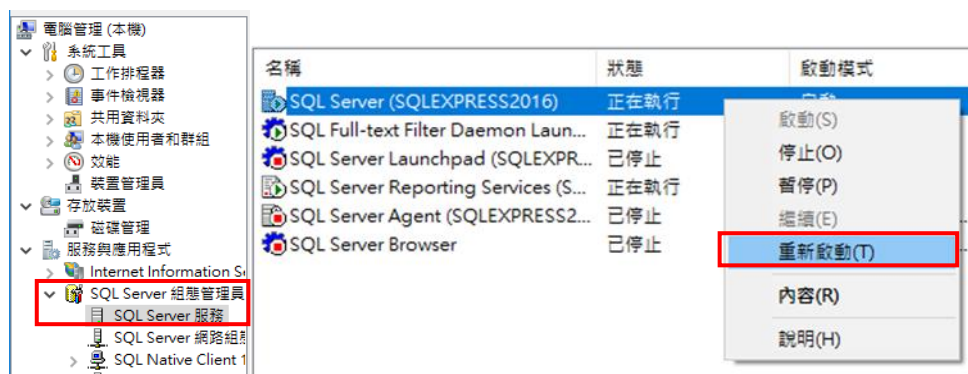 電腦管理 (本機)
系統工具
工作排程器
事件檢視器
共用資料夾
本機使用者和群組
效能
裝置管理員
存放裝置
磁碟管理
服務與應用程式
Internet Information S
SQL Server 組態管理員
SQL Server 服務
SQL Server 網路組態
SQL Native Client 1
名稱 狀態 啟動模式
SQL Server (SQLEXPRESS2016) 正在執行
SQL Full-text Filter Daemon Laun... 正在執行
SQL Server Launchpad (SQLEXPR... 已停止
SQL Server Reporting Services (S... 正在執行
SQL Server Agent (SQLEXPRESS2... 已停止
SQL Server Browser 已停止
啟動(S)
停止(O)
暫停(P)
繼續(E)
重新啟動(T)
內容(R)
說明(H)